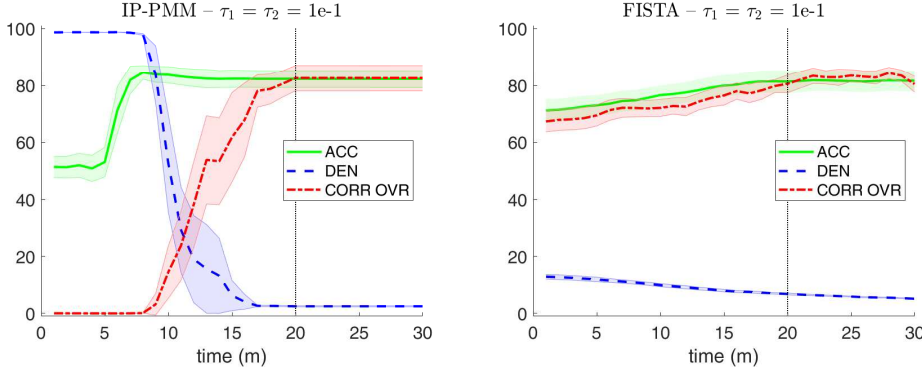 IP-PMM – τ₁ = τ₂ = 1e-1
100
80
60
40
20
0
ACC
DEN
CORR OVR
0 5 10 15 20 25 30
time (m)
FISTA – τ₁ = τ₂ = 1e-1
100
80
60
40
20
0
ACC
DEN
CORR OVR
0 5 10 15 20 25 30
time (m)